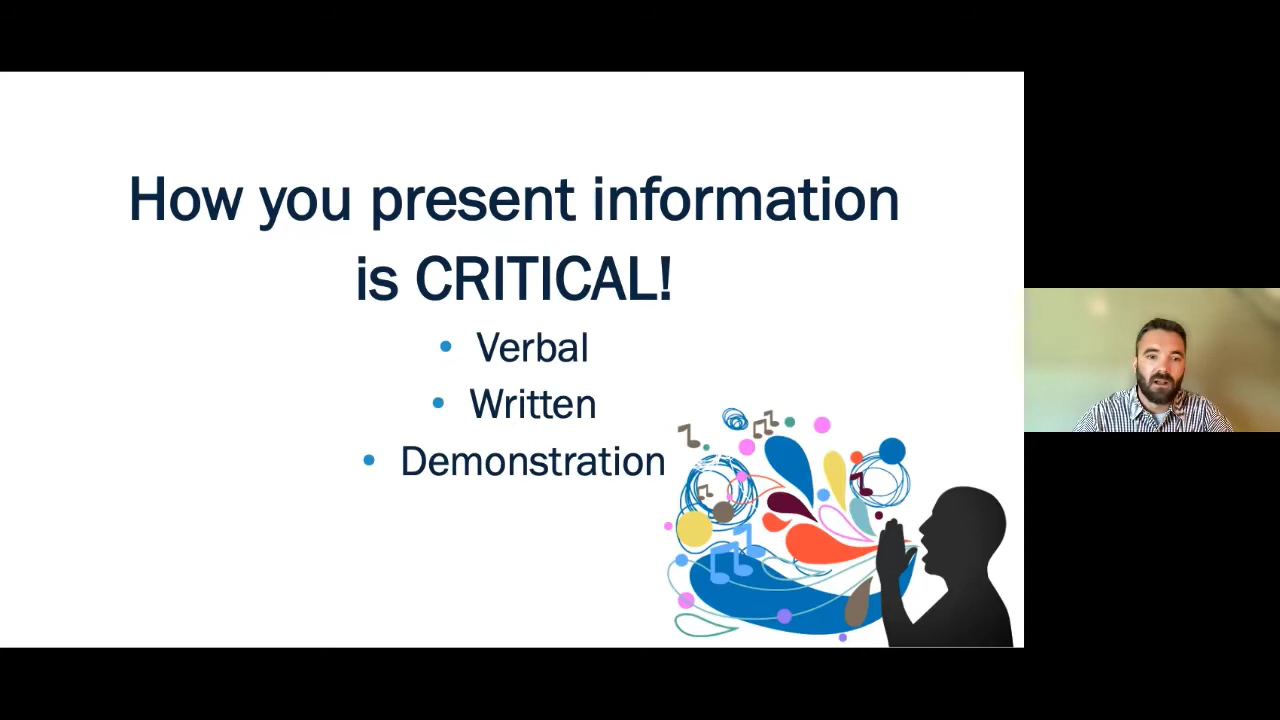 How you present information
is CRITICAL!
• Verbal
• Written
• Demonstration